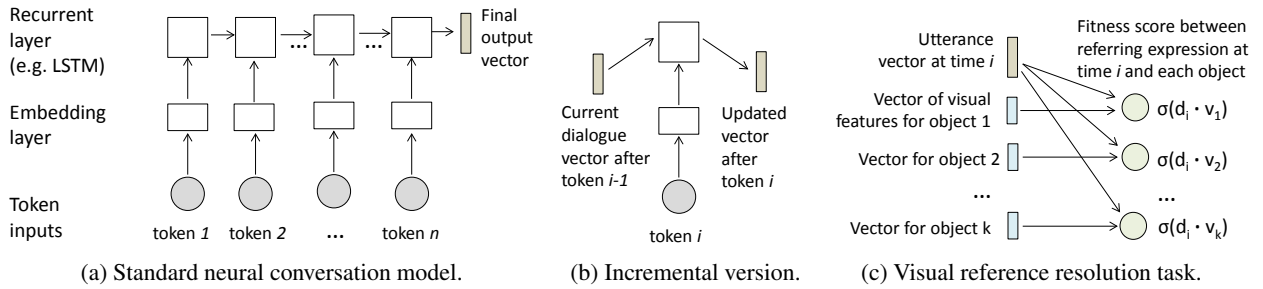 Recurrent
layer
(e.g. LSTM)
Embedding
layer
Token
inputs
...
...
Final
output
vector
token 1
token 2
...
token n
(a) Standard neural conversation model.
Current
dialogue
vector after
token i-1
Updated
vector
after
token i
token i
(b) Incremental version.
Utterance
vector at time i
Vector of visual
features for object 1
Vector for object 2
...
Vector for object k
Fitness score between
referring expression at
time i and each object
σ(dᵢ · v₁)
σ(dᵢ · v₂)
...
σ(dᵢ · vₖ)
(c) Visual reference resolution task.